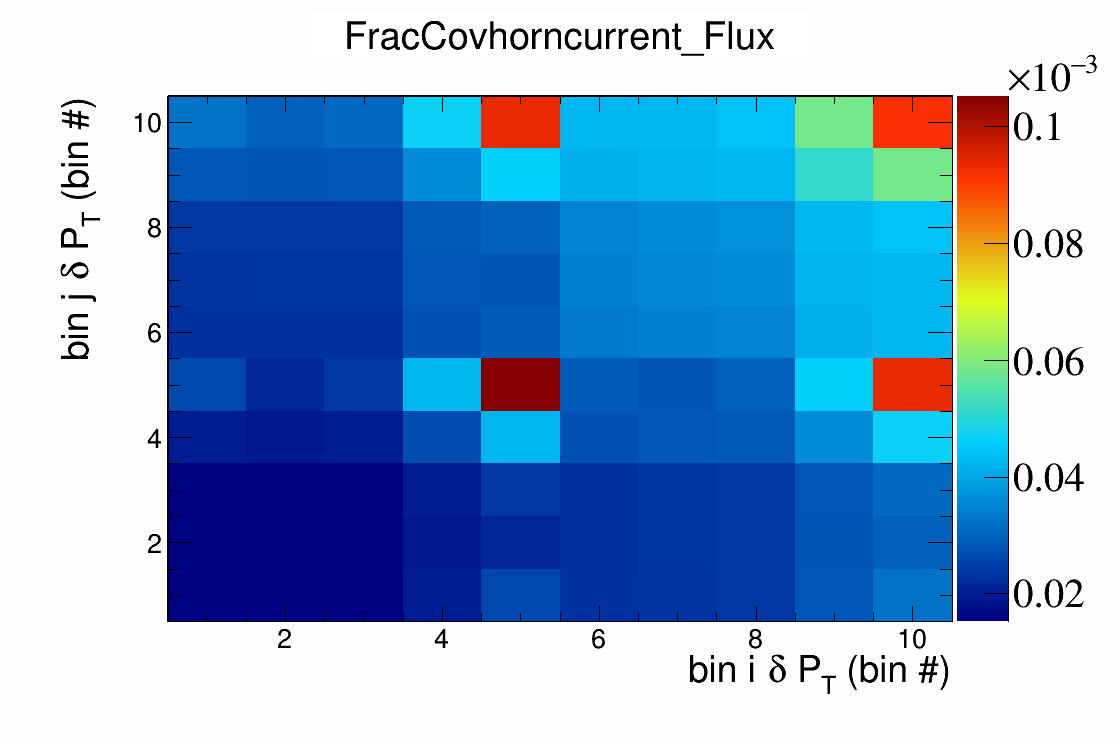 FracCovhorncurrent_Flux
×10⁻³
bin j δ P_T (bin #)
10
8
6
4
2
0.1
0.08
0.06
0.04
0.02
2 4 6 8 10
bin i δ P_T (bin #)